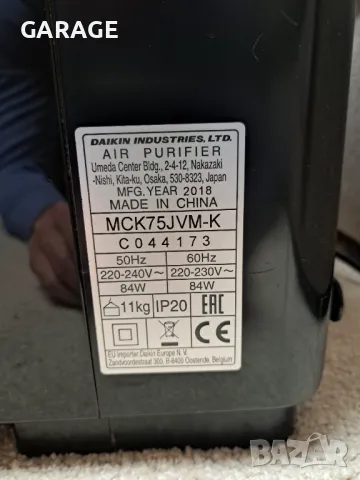 GARAGE
DAIKIN INDUSTRIES, LTD.
AIR PURIFIER
Umeda Center Bldg., 2-4-12, Nakazaki
-Nishi, Kita-ku, Osaka, 530-8323, Japan
MFG. YEAR 2018
MADE IN CHINA
MCK75JVM-K
C044173
50Hz 60Hz
220-240V~ 220-230V~
84W 84W
11kg IP20 EAC
CE
EU Importer Daikin Europe N. V.
Zandvoordestraat 300, B-8400 Oostende, Belgium
BAZAR